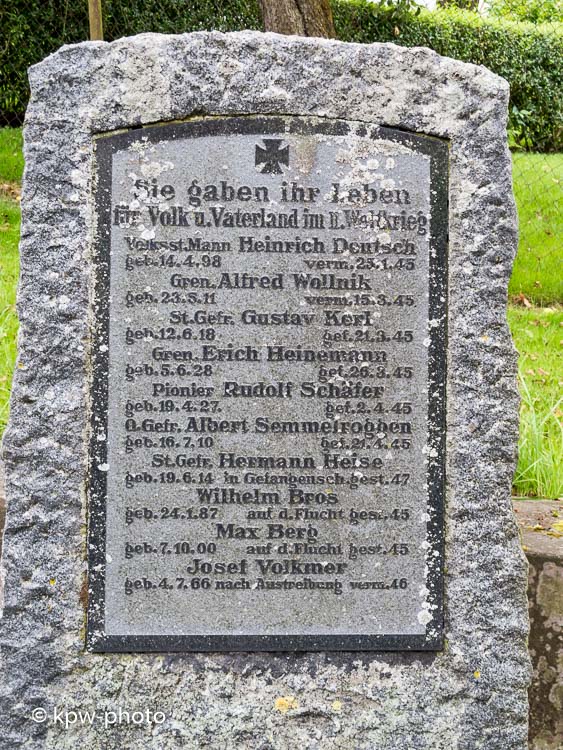 Sie gaben ihr Leben
für Volk u. Vaterland im II. Weltkrieg
Volksst. Mann Heinrich Deutsch
geb. 14.4.98 verm. 25.1.45
Gren. Alfred Wollnik
geb. 23.5.11 verm. 15.3.45
St. Gefr. Gustav Kerl
geb. 12.6.18 gef. 21.3.45
Gren. Erich Heinemann
geb. 5.6.28 gef. 26.3.45
Pionier Rudolf Schäfer
geb. 19.4.27. gef. 2.4.45
O. Gefr. Albert Semmelroggen
geb. 16.7.10 gef. 21.4.45
St. Gefr. Hermann Heise
geb. 19.6.14 in Gefangensch. gest. 47
Wilhelm Bros
geb. 24.1.87 auf d. Flucht gest. 45
Max Berg
geb. 7.10.00 auf d. Flucht gest. 45
Josef Volkmer
geb. 4.7.66 nach Austreibung verm. 46
© kpw-photo